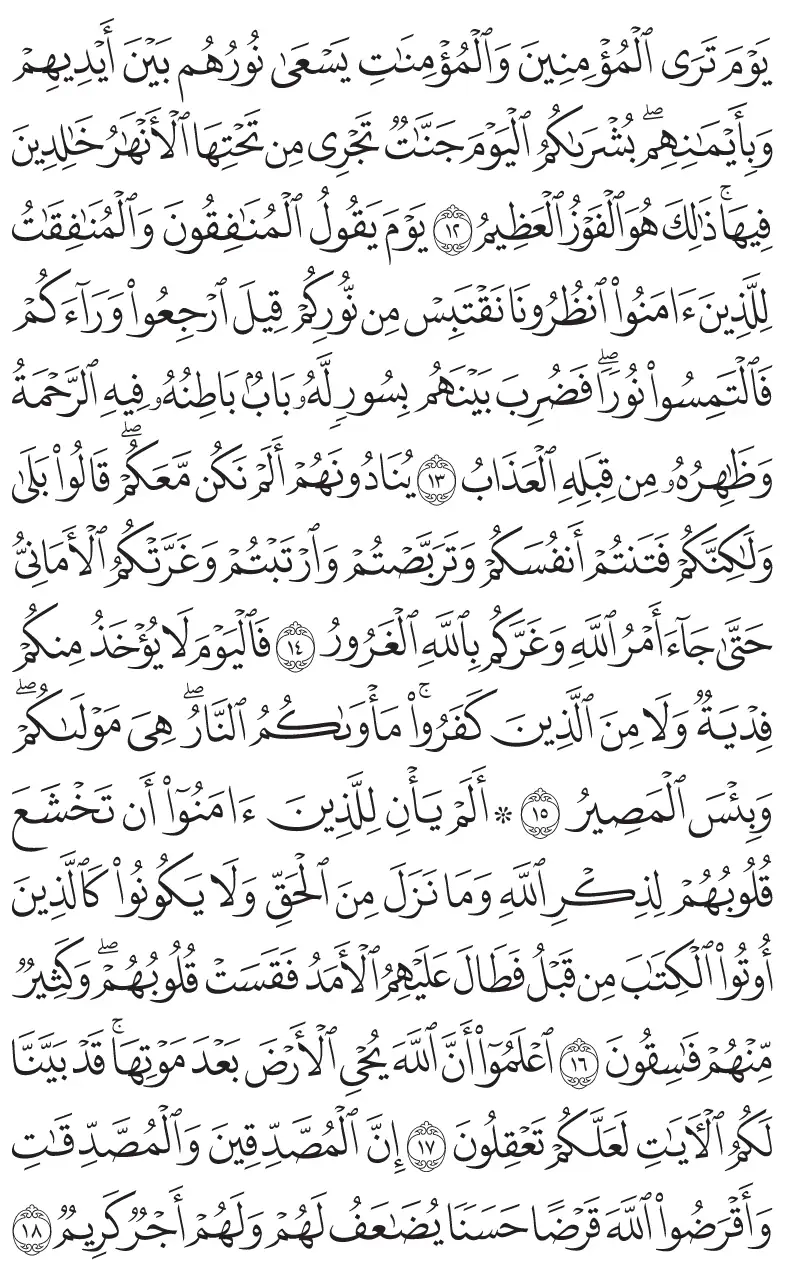 يَوْمَ تَرَى ٱلْمُؤْمِنِينَ وَٱلْمُؤْمِنَٰتِ يَسْعَىٰ نُورُهُم بَيْنَ أَيْدِيهِمْ
وَبِأَيْمَٰنِهِمۖ بُشْرَىٰكُمُ ٱلْيَوْمَ جَنَّٰتٌ تَجْرِى مِن تَحْتِهَا ٱلْأَنْهَٰرُ خَٰلِدِينَ
فِيهَاۚ ذَٰلِكَ هُوَ ٱلْفَوْزُ ٱلْعَظِيمُ ١٢ يَوْمَ يَقُولُ ٱلْمُنَٰفِقُونَ وَٱلْمُنَٰفِقَٰتُ
لِلَّذِينَ ءَامَنُوا۟ ٱنظُرُونَا نَقْتَبِسْ مِن نُّورِكُمْ قِيلَ ٱرْجِعُوا۟ وَرَآءَكُمْ
فَٱلْتَمِسُوا۟ نُورًاۖ فَضُرِبَ بَيْنَهُم بِسُورٍ لَّهُۥ بَابٌۢ بَاطِنُهُۥ فِيهِ ٱلرَّحْمَةُ
وَظَٰهِرُهُۥ مِن قِبَلِهِ ٱلْعَذَابُ ١٣ يُنَادُونَهُمْ أَلَمْ نَكُن مَّعَكُمْۖ قَالُوا۟ بَلَىٰ
وَلَٰكِنَّكُمْ فَتَنتُمْ أَنفُسَكُمْ وَتَرَبَّصْتُمْ وَٱرْتَبْتُمْ وَغَرَّتْكُمُ ٱلْأَمَانِىُّ
حَتَّىٰ جَآءَ أَمْرُ ٱللَّهِ وَغَرَّكُم بِٱللَّهِ ٱلْغَرُورُ ١٤ فَٱلْيَوْمَ لَا يُؤْخَذُ مِنكُمْ
فِدْيَةٌ وَلَا مِنَ ٱلَّذِينَ كَفَرُوا۟ۚ مَأْوَىٰكُمُ ٱلنَّارُۖ هِىَ مَوْلَىٰكُمْۖ
وَبِئْسَ ٱلْمَصِيرُ ١٥ ۞ أَلَمْ يَأْنِ لِلَّذِينَ ءَامَنُوٓا۟ أَن تَخْشَعَ
قُلُوبُهُمْ لِذِكْرِ ٱللَّهِ وَمَا نَزَلَ مِنَ ٱلْحَقِّ وَلَا يَكُونُوا۟ كَٱلَّذِينَ
أُوتُوا۟ ٱلْكِتَٰبَ مِن قَبْلُ فَطَالَ عَلَيْهِمُ ٱلْأَمَدُ فَقَسَتْ قُلُوبُهُمْۖ وَكَثِيرٌ
مِّنْهُمْ فَٰسِقُونَ ١٦ ٱعْلَمُوٓا۟ أَنَّ ٱللَّهَ يُحْىِ ٱلْأَرْضَ بَعْدَ مَوْتِهَاۚ قَدْ بَيَّنَّا
لَكُمُ ٱلْءَايَٰتِ لَعَلَّكُمْ تَعْقِلُونَ ١٧ إِنَّ ٱلْمُصَّدِّقِينَ وَٱلْمُصَّدِّقَٰتِ
وَأَقْرَضُوا۟ ٱللَّهَ قَرْضًا حَسَنًا يُضَٰعَفُ لَهُمْ وَلَهُمْ أَجْرٌ كَرِيمٌ ١٨